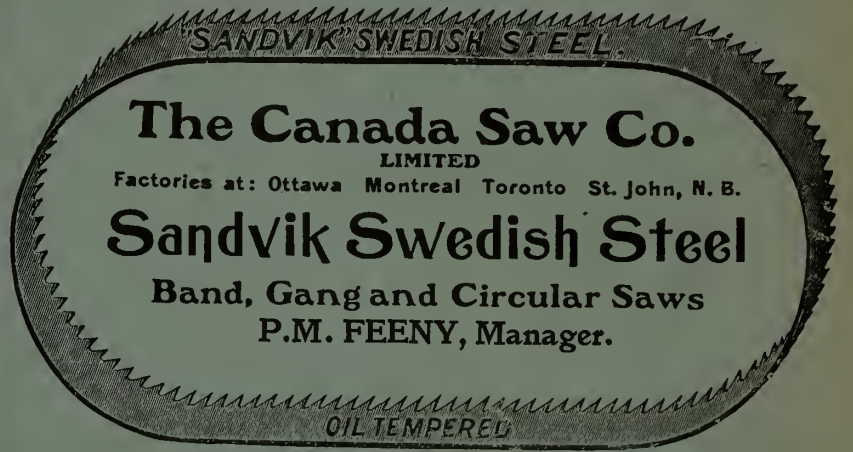 "SANDVIK" SWEDISH STEEL.
The Canada Saw Co.
LIMITED
Factories at: Ottawa Montreal Toronto St. John, N. B.
Sandvik Swedish Steel
Band, Gang and Circular Saws
P.M. FEENY, Manager.
OIL TEMPERED